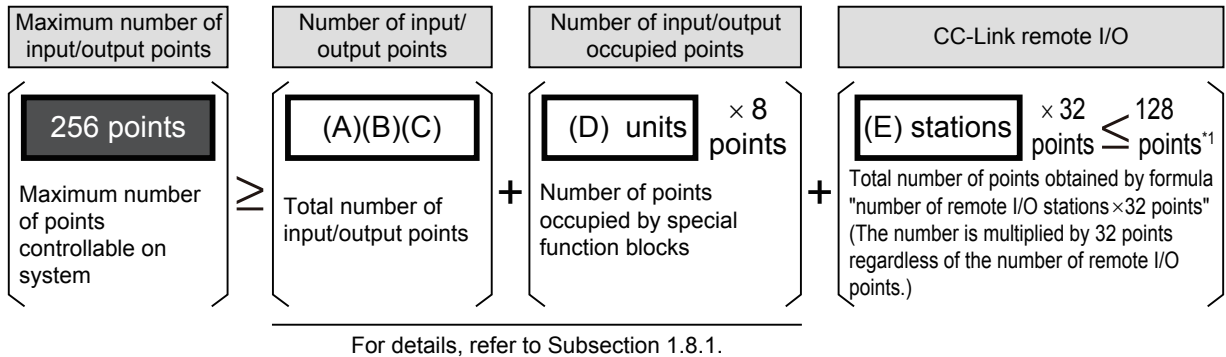 Maximum number of
input/output points
Number of input/
output points
Number of input/output
occupied points
CC-Link remote I/O
256 points
Maximum number
of points
controllable on
system
≥
(A)(B)(C)
Total number of
input/output points
+
(D) units × 8
points
Number of points
occupied by special
function blocks
+
(E) stations × 32
points ≤ 128
points*1
Total number of points obtained by formula
"number of remote I/O stations ×32 points"
(The number is multiplied by 32 points
regardless of the number of remote I/O
points.)
For details, refer to Subsection 1.8.1.